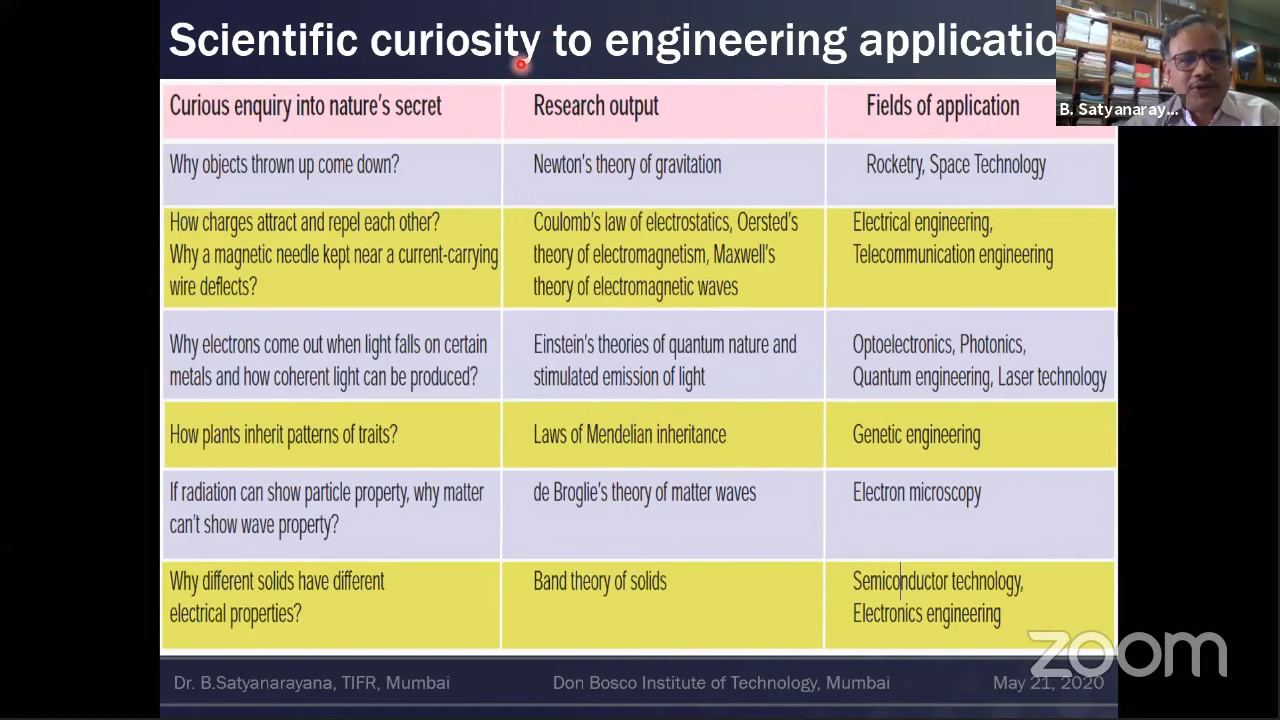 Scientific curiosity to engineering applicatio
B. Satyanaray...
Curious enquiry into nature's secret
Research output
Fields of application
Why objects thrown up come down?
Newton's theory of gravitation
Rocketry, Space Technology
How charges attract and repel each other?
Why a magnetic needle kept near a current-carrying
wire deflects?
Coulomb's law of electrostatics, Oersted's
theory of electromagnetism, Maxwell's
theory of electromagnetic waves
Electrical engineering,
Telecommunication engineering
Why electrons come out when light falls on certain
metals and how coherent light can be produced?
Einstein's theories of quantum nature and
stimulated emission of light
Optoelectronics, Photonics,
Quantum engineering, Laser technology
How plants inherit patterns of traits?
Laws of Mendelian inheritance
Genetic engineering
If radiation can show particle property, why matter
can't show wave property?
de Broglie's theory of matter waves
Electron microscopy
Why different solids have different
electrical properties?
Band theory of solids
Semiconductor technology,
Electronics engineering
zoom
Dr. B.Satyanarayana, TIFR, Mumbai
Don Bosco Institute of Technology, Mumbai
May 21, 2020